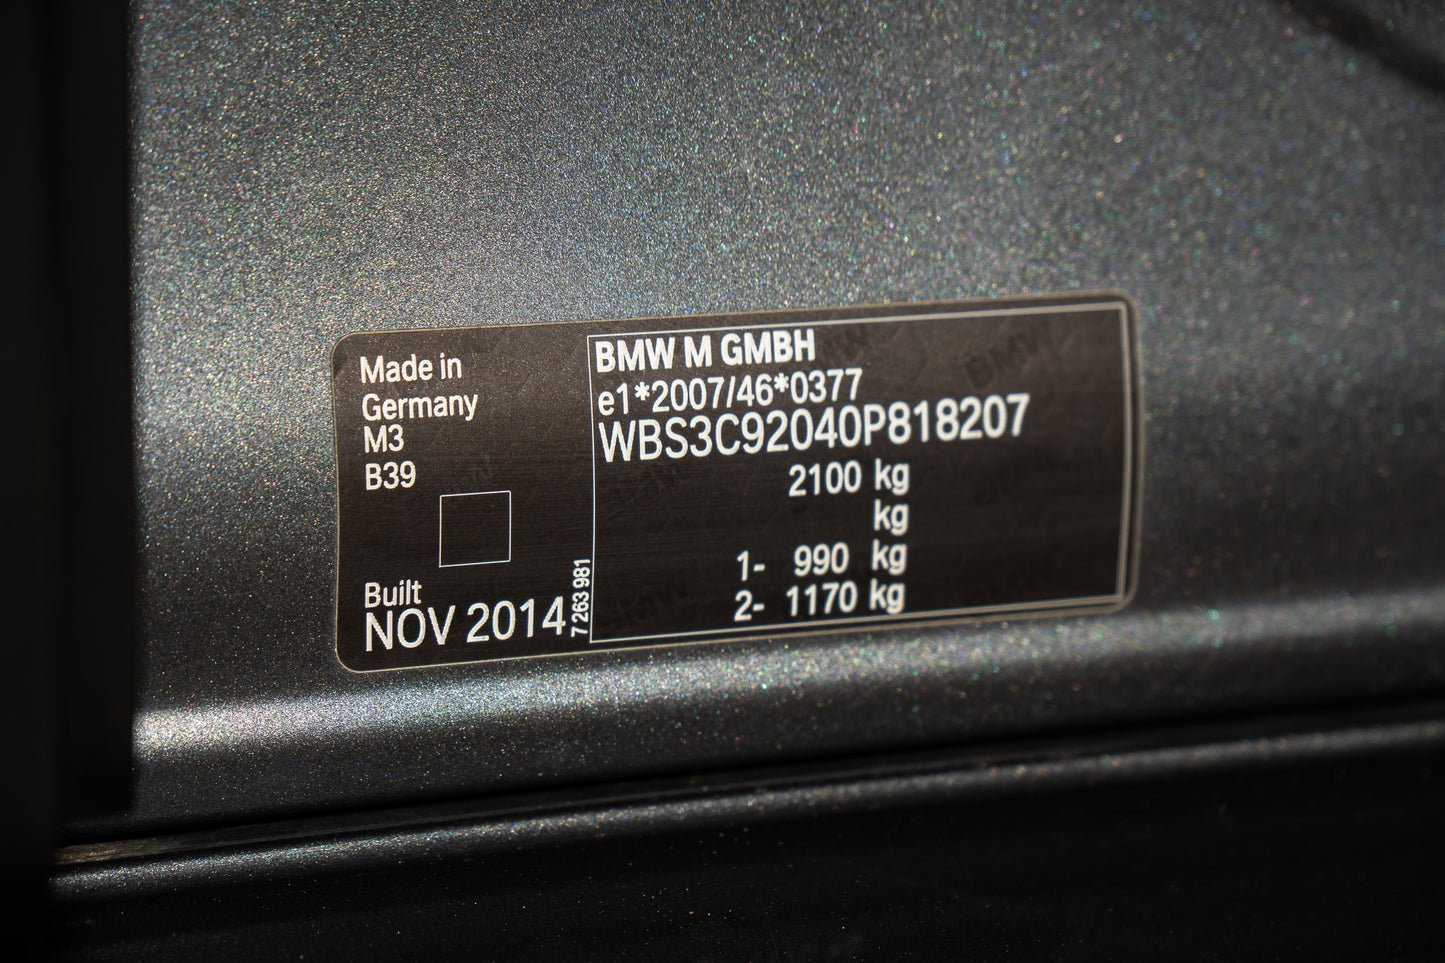 Made in
Germany
M3
B39
Built
NOV 2014
7 263 981
BMW M GMBH
e1*2007/46*0377
WBS3C92040P818207
2100 kg
kg
1- 990 kg
2- 1170 kg